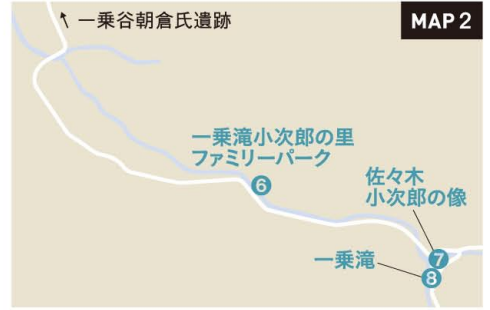 一乗谷朝倉氏遺跡
MAP 2
一乗滝小次郎の里
ファミリーパーク
6
佐々木
小次郎の像
7
一乗滝
8